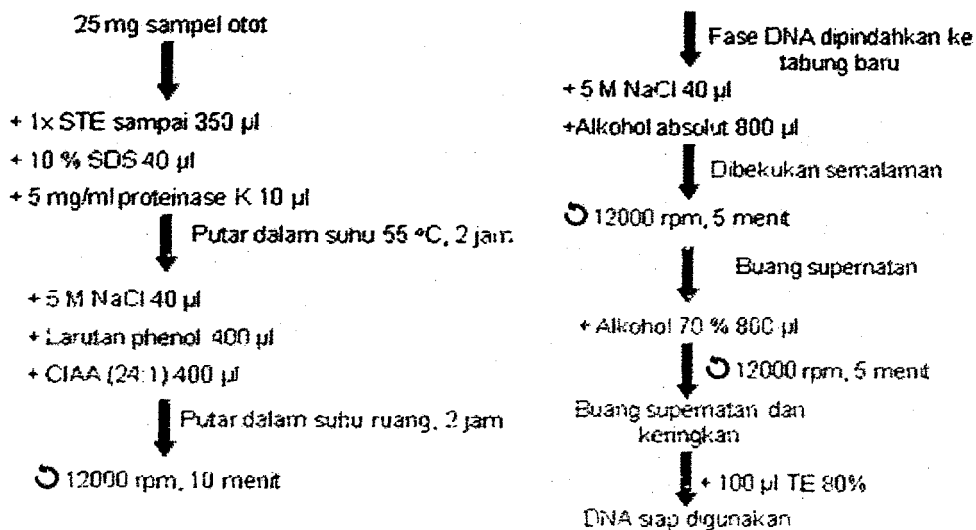 25 mg sampel otot
+ 1x STE sampai 350 µl
+ 10 % SDS 40 µl
+ 5 mg/ml proteinase K 10 µl
Putar dalam suhu 55 °C, 2 jam
+ 5 M NaCl 40 µl
+ Larutan phenol 400 µl
+ CIAA (24:1) 400 µl
Putar dalam suhu ruang, 2 jam
12000 rpm, 10 menit
Fase DNA dipindahkan ke
tabung baru
+ 5 M NaCl 40 µl
+Alkohol absolut 800 µl
Dibekukan semalaman
12000 rpm, 5 menit
Buang supernatan
+ Alkohol 70 % 800 µl
12000 rpm, 5 menit
Buang supernatan dan
keringkan
+ 100 µl TE 80%
DNA siap digunakan